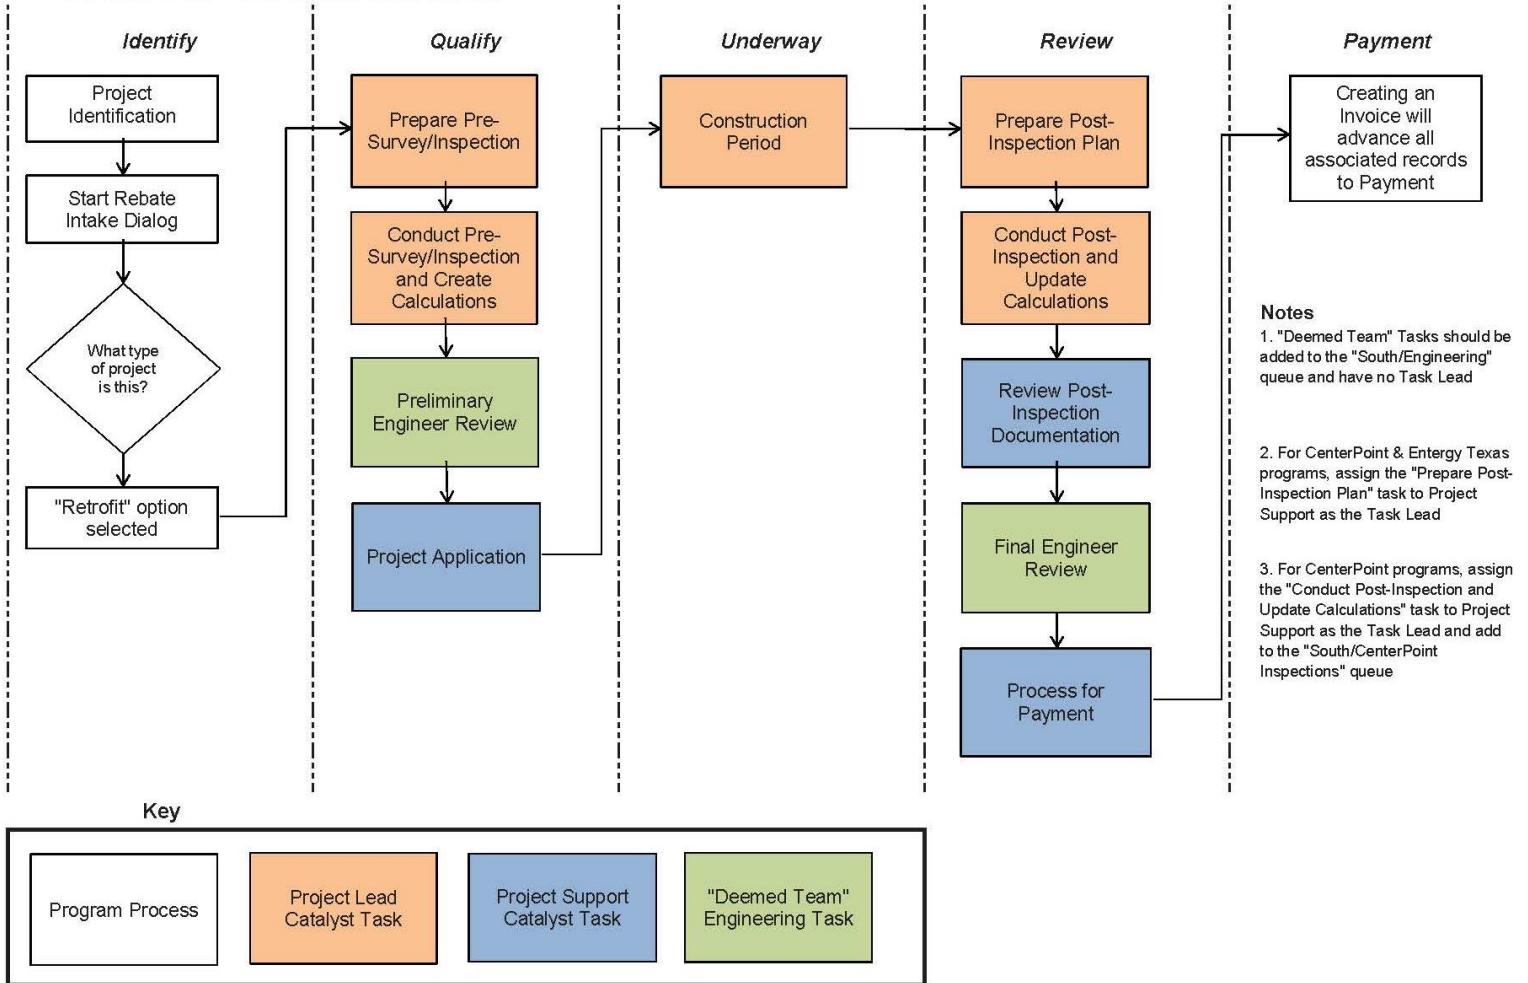 Identify
Qualify
Underway
Review
Payment
Project
Identification
Start Rebate
Intake Dialog
What type
of project
is this?
"Retrofit" option
selected
Prepare Pre-
Survey/Inspection
Conduct Pre-
Survey/Inspection
and Create
Calculations
Preliminary
Engineer Review
Project Application
Construction
Period
Prepare Post-
Inspection Plan
Conduct Post-
Inspection and
Update
Calculations
Review Post-
Inspection
Documentation
Final Engineer
Review
Process for
Payment
Creating an
Invoice will
advance all
associated records
to Payment
Notes
1. "Deemed Team" Tasks should be
added to the "South/Engineering"
queue and have no Task Lead
2. For CenterPoint & Entergy Texas
programs, assign the "Prepare Post-
Inspection Plan" task to Project
Support as the Task Lead
3. For CenterPoint programs, assign
the "Conduct Post-Inspection and
Update Calculations" task to Project
Support as the Task Lead and add
to the "South/CenterPoint
Inspections" queue
Key
Program Process
Project Lead
Catalyst Task
Project Support
Catalyst Task
"Deemed Team"
Engineering Task